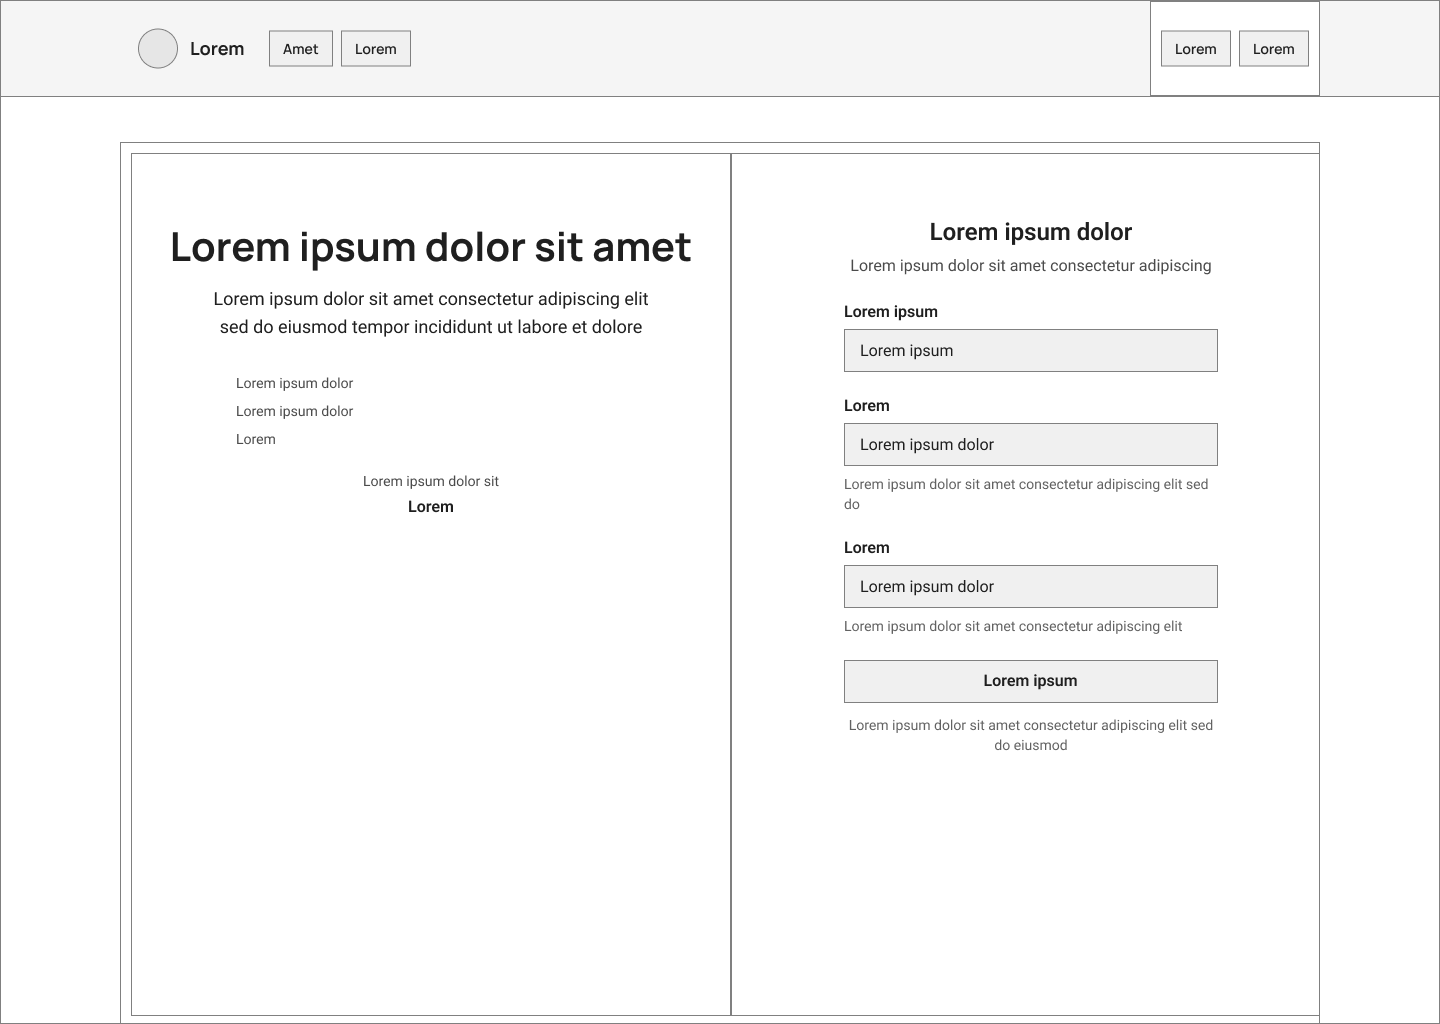 Lorem
Amet
Lorem
Lorem
Lorem
Lorem ipsum dolor sit amet
Lorem ipsum dolor sit amet consectetur adipiscing elit
sed do eiusmod tempor incididunt ut labore et dolore
Lorem ipsum dolor
Lorem ipsum dolor
Lorem
Lorem ipsum dolor sit
Lorem
Lorem ipsum dolor
Lorem ipsum dolor sit amet consectetur adipiscing
Lorem ipsum
Lorem ipsum
Lorem
Lorem ipsum dolor
Lorem ipsum dolor sit amet consectetur adipiscing elit sed
do
Lorem
Lorem ipsum dolor
Lorem ipsum dolor sit amet consectetur adipiscing elit
Lorem ipsum
Lorem ipsum dolor sit amet consectetur adipiscing elit sed
do eiusmod